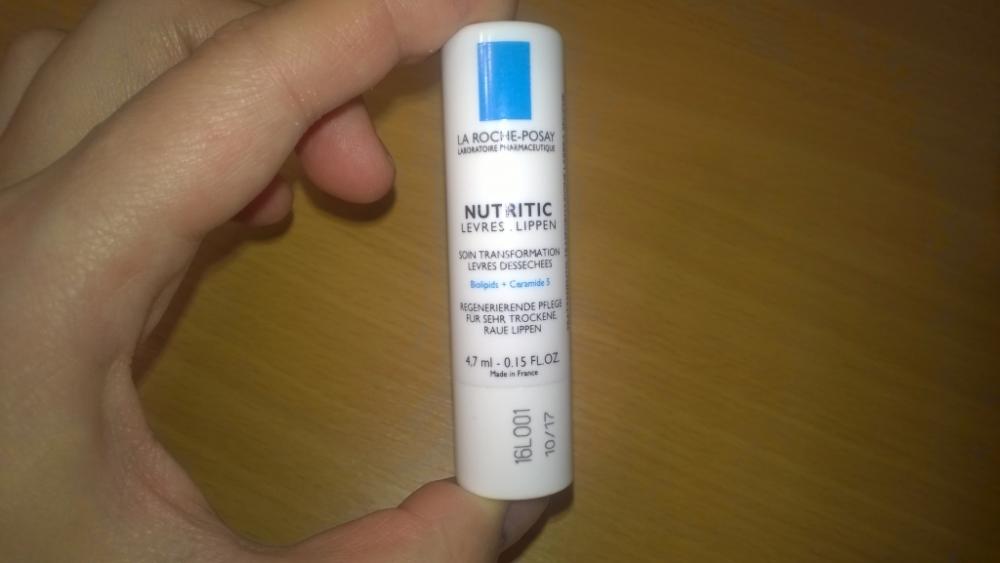 LA ROCHE-POSAY
LABORATOIRE PHARMACEUTIQUE
NUTRITIC
LEVRES . LIPPEN
SOIN TRANSFORMATION
LEVRES DESSECHEES
Biolipids + Ceramide 5
REGENERIERENDE PFLEGE
FUR SEHR TROCKENE,
RAUE LIPPEN
4.7 ml - 0.15 FL.OZ.
Made in France
16L001
10/17